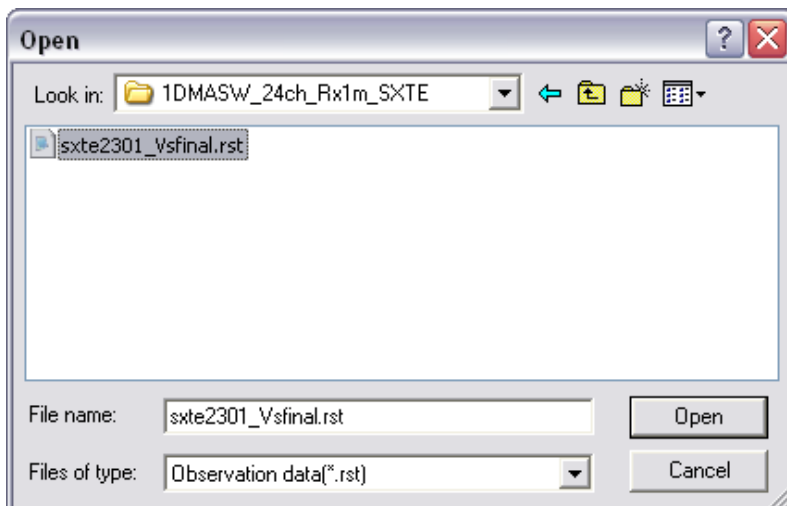 Open
Look in: 1DMASW_24ch_Rx1m_SXTE
sxte2301_Vsfinal.rst
File name: sxte2301_Vsfinal.rst Open
Files of type: Observation data(*.rst) Cancel